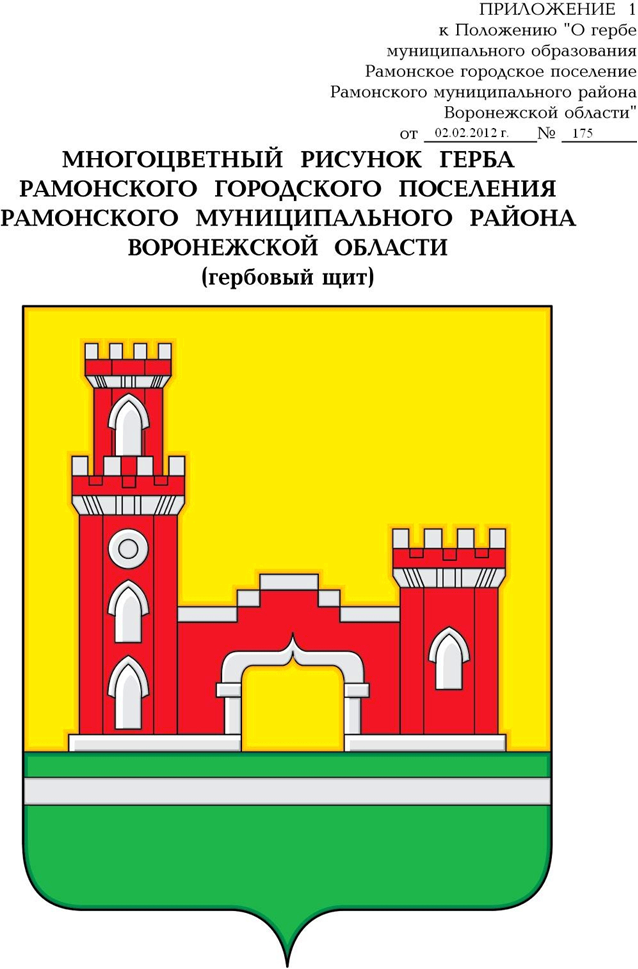 ПРИЛОЖЕНИЕ 1
к Положению "О гербе
муниципального образования
Рамонское городское поселение
Рамонского муниципального района
Воронежской области"
от 02.02.2012 г. № 175
МНОГОЦВЕТНЫЙ РИСУНОК ГЕРБА
РАМОНСКОГО ГОРОДСКОГО ПОСЕЛЕНИЯ
РАМОНСКОГО МУНИЦИПАЛЬНОГО РАЙОНА
ВОРОНЕЖСКОЙ ОБЛАСТИ
(гербовый щит)